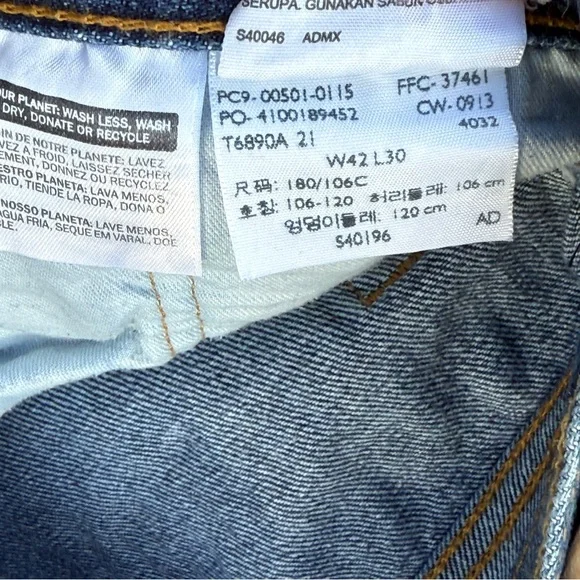 SERUPA. GUNAKAN SABUN
S40046 ADMX
UR PLANET: WASH LESS, WASH
DRY, DONATE OR RECYCLE
IN DE NOTRE PLANETE: LAVEZ
AVEZ A FROID, LAISSEZ SECHER
EMENT, DONNEZ OU RECYCLEZ
ESTRO PLANETA: LAVA MENOS,
RIO, TIENDE LA ROPA, DONA O
NOSSO PLANETA: LAVE MENOS,
AGUA FRIA, SEQUE EM VARAL, DOE
PC9-00501-0115 FFC-37461
PO-4100189452 CW-0913
4032
T6890A 21
W42 L30
尺码: 180/106C
호칭: 106-120 허리둘레: 106 cm
엉덩이둘레: 120 cm AD
S40196